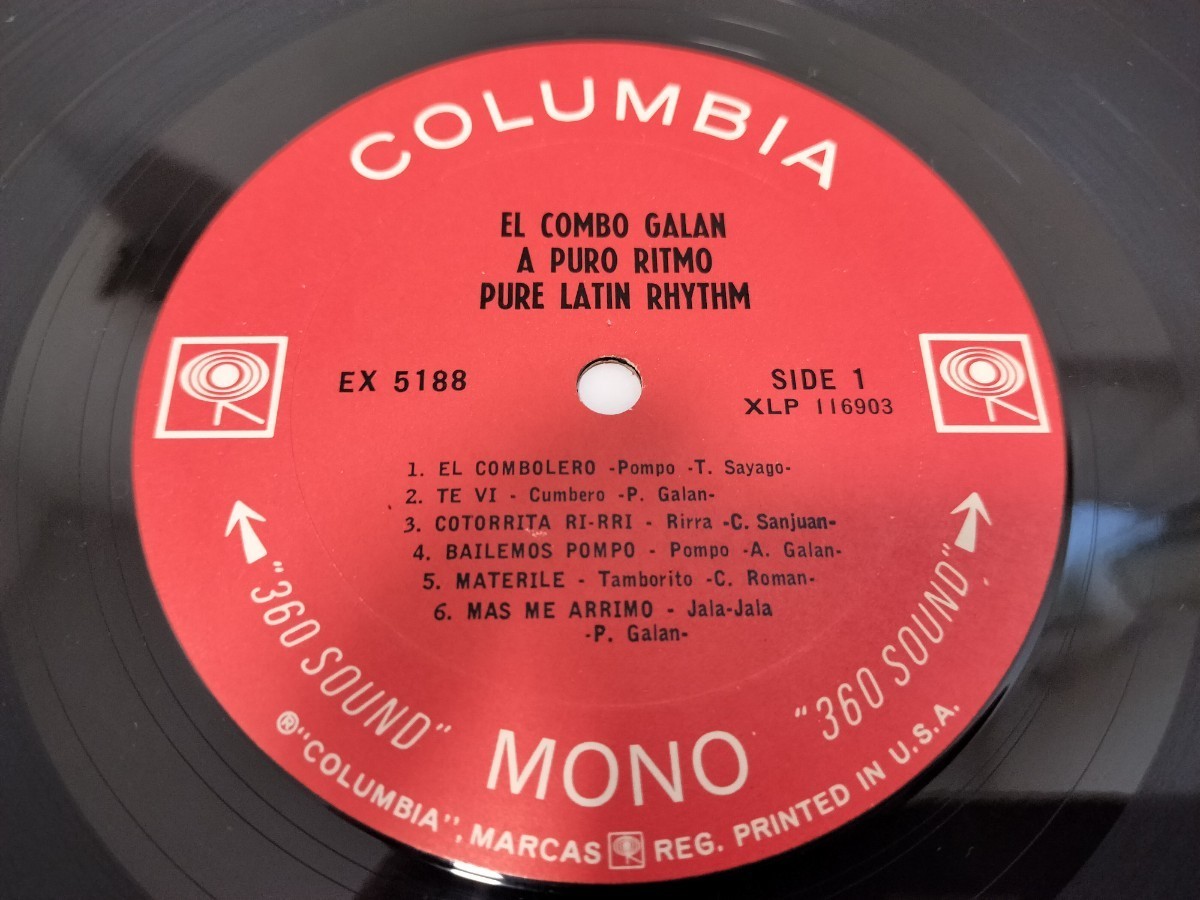 COLUMBIA
EL COMBO GALAN
A PURO RITMO
PURE LATIN RHYTHM
EX 5188
SIDE 1
XLP 116903
1. EL COMBOLERO -Pompo -T. Sayago-
2. TE VI - Cumbero -P. Galan-
3. COTORRITA RI-RRI - Rirra -C. Sanjuan-
4. BAILEMOS POMPO - Pompo -A. Galan-
5. MATERILE - Tamborito -C. Roman-
6. MAS ME ARRIMO - Jala-Jala
-P. Galan-
"360 SOUND"
MONO
"360 SOUND"
®"COLUMBIA", MARCAS REG. PRINTED IN U.S.A.